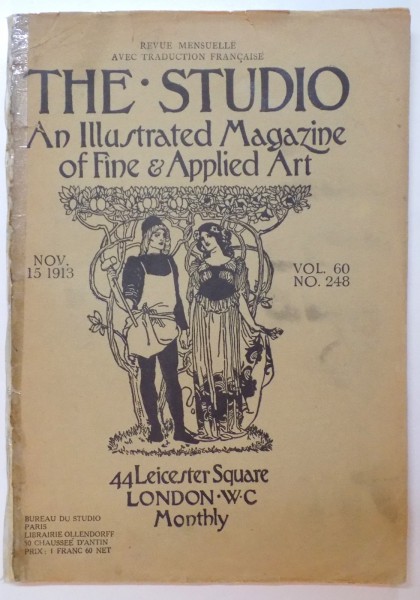 REVUE MENSUELLE
AVEC TRADUCTION FRANÇAISE
THE · STUDIO
An Illustrated Magazine
of Fine & Applied Art
NOV.
15 1913
VOL. 60
NO. 248
44 Leicester Square
LONDON · W·C
Monthly
BUREAU DU STUDIO
PARIS
LIBRAIRIE OLLENDORFF
50 CHAUSSÉE D'ANTIN
PRIX : 1 FRANC 60 NET